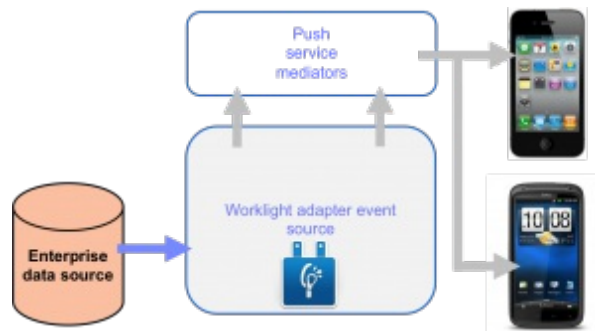 Push
service
mediators
Worklight adapter event
source
Enterprise
data source
10 08